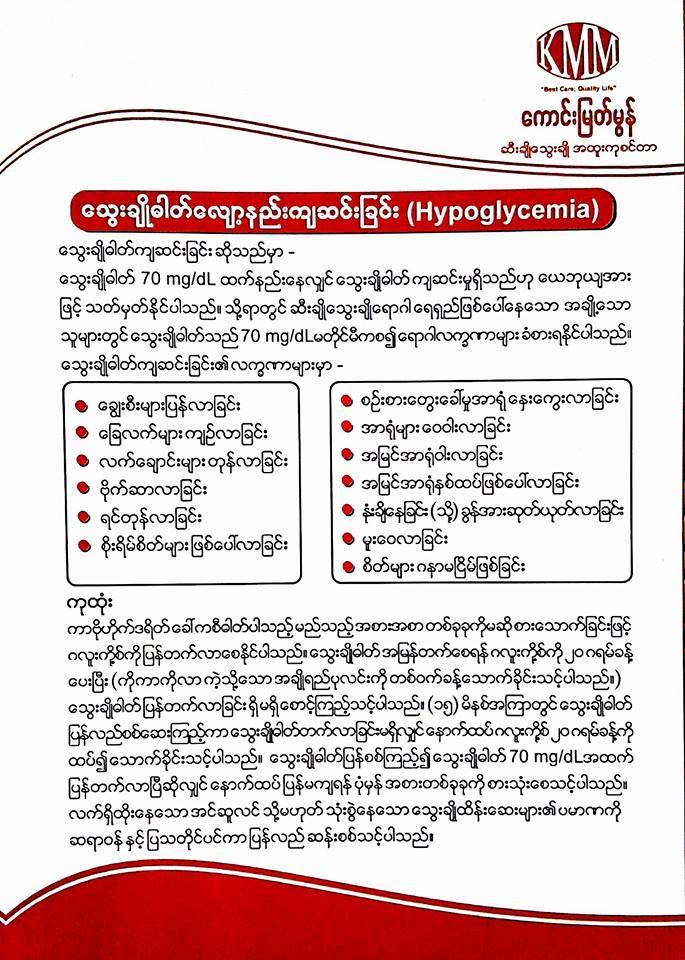 KMM
"Best Care; Quality Life"
ကောင်းမြတ်မွန်
ဆီးချိုသွေးချို အထူးကုစင်တာ
သွေးချိုဓါတ်လျော့နည်းကျဆင်းခြင်း (Hypoglycemia)
သွေးချိုဓါတ်ကျဆင်းခြင်း ဆိုသည်မှာ –
သွေးချိုဓါတ် 70 mg/dL ထက်နည်းနေလျှင် သွေးချိုဓါတ် ကျဆင်းမှုရှိသည်ဟု ယေဘုယျအား
ဖြင့် သတ်မှတ်နိုင်ပါသည်။ သို့ရာတွင် ဆီးချိုသွေးချိုရောဂါ ရေရှည်ဖြစ်ပေါ်နေသော အချို့သော
သူများတွင် သွေးချိုဓါတ်သည် 70 mg/dLမတိုင်မီကစ၍ ရောဂါလက္ခဏာများ ခံစားရနိုင်ပါသည်။
သွေးချိုဓါတ်ကျဆင်းခြင်း၏ လက္ခဏာများမှာ –
ချွေးစီးများပြန်လာခြင်း
ခြေလက်များ ကျဉ်လာခြင်း
လက်ချောင်းများ တုန်လာခြင်း
ဗိုက်ဆာလာခြင်း
ရင်တုန်လာခြင်း
စိုးရိမ်စိတ်များ ဖြစ်ပေါ်လာခြင်း
စဉ်းစားတွေးခေါ်မှုအာရုံ နှေးကွေးလာခြင်း
အာရုံများ ဝေဝါးလာခြင်း
အမြင်အာရုံဝါးလာခြင်း
အမြင်အာရုံနှစ်ထပ်ဖြစ်ပေါ်လာခြင်း
နုံးချိနေခြင်း (သို့) ခွန်အားဆုတ်ယုတ်လာခြင်း
မူးဝေလာခြင်း
စိတ်များ ဂနာမငြိမ်ဖြစ်ခြင်း
ကုထုံး
ကာဗိုဟိုက်ဒရိတ် ခေါ် ကစီဓါတ်ပါသည့် မည်သည့် အစားအစာ တစ်ခုခုကိုမဆို စားသောက်ခြင်းဖြင့်
ဂလူးကို့စ်ကိုပြန်တက်လာစေနိုင်ပါသည်။ သွေးချိုဓါတ် အမြန်တက်စေရန် ဂလူးကို့စ်ကို ၂၀ ဂရမ်ခန့်
ပေးပြီး (ကိုကာကိုလာ ကဲ့သို့သော အချိုရည်ပုလင်းကို တစ်ဝက်ခန့်သောက်ခိုင်းသင့်ပါသည်။)
သွေးချိုဓါတ်ပြန်တက်လာခြင်း ရှိမရှိ စောင့်ကြည့်သင့်ပါသည်။ (၁၅) မိနစ်အကြာတွင် သွေးချိုဓါတ်
ပြန်လည်စစ်ဆေးကြည့်ကာ သွေးချိုဓါတ်တက်လာခြင်းမရှိလျှင် နောက်ထပ် ဂလူးကို့စ် ၂၀ ဂရမ်ခန့်ကို
ထပ်၍ သောက်ခိုင်းသင့်ပါသည်။ သွေးချိုဓါတ်ပြန်စစ်ကြည့်၍ သွေးချိုဓါတ် 70 mg/dLအထက်
ပြန်တက်လာပြီဆိုလျှင် နောက်ထပ် ပြန်မကျရန် ပုံမှန် အစားတစ်ခုခုကို စားသုံးစေသင့်ပါသည်။
လက်ရှိထိုးနေသော အင်ဆူလင် သို့မဟုတ် သုံးစွဲနေသော သွေးချိုထိန်းဆေးများ၏ ပမာဏကို
ဆရာဝန် နှင့် ပြသတိုင်ပင်ကာ ပြန်လည် ဆန်းစစ်သင့်ပါသည်။